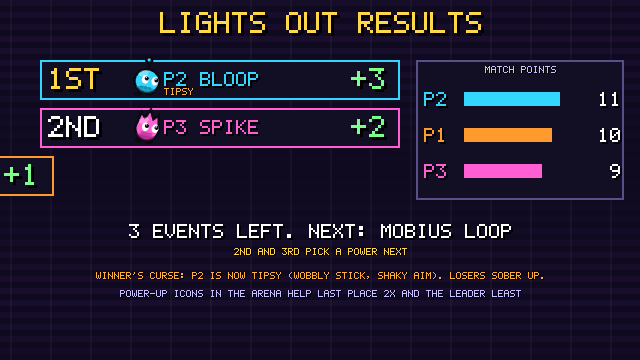 LIGHTS OUT RESULTS
1ST P2 BLOOP +3
TIPSY
2ND P3 SPIKE +2
+1
MATCH POINTS
P2 11
P1 10
P3 9
3 EVENTS LEFT. NEXT: MOBIUS LOOP
2ND AND 3RD PICK A POWER NEXT
WINNER'S CURSE: P2 IS NOW TIPSY (WOBBLY STICK, SHAKY AIM). LOSERS SOBER UP.
POWER-UP ICONS IN THE ARENA HELP LAST PLACE 2X AND THE LEADER LEAST